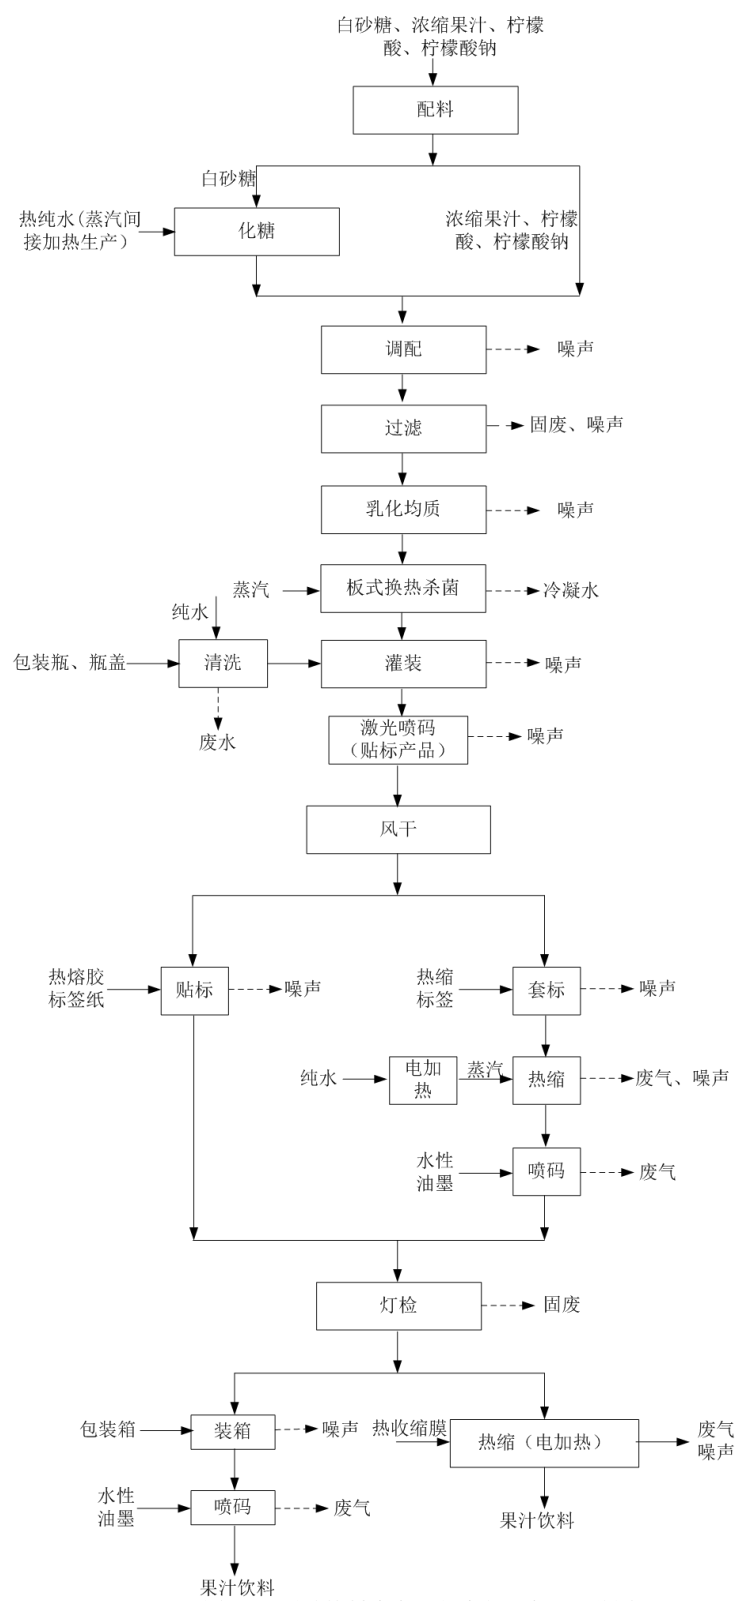 白砂糖、浓缩果汁、柠檬
酸、柠檬酸钠
配料
白砂糖
热纯水(蒸汽间
接加热生产）
化糖
浓缩果汁、柠檬
酸、柠檬酸钠
调配
噪声
过滤
固废、噪声
乳化均质
噪声
蒸汽
板式换热杀菌
冷凝水
纯水
包装瓶、瓶盖
清洗
灌装
噪声
废水
激光喷码
（贴标产品）
噪声
风干
热熔胶
标签纸
贴标
噪声
热缩
标签
套标
噪声
纯水
电加
热
蒸汽
热缩
废气、噪声
水性
油墨
喷码
废气
灯检
固废
包装箱
装箱
噪声
热收缩膜
热缩（电加热）
废气
噪声
水性
油墨
喷码
废气
果汁饮料
果汁饮料